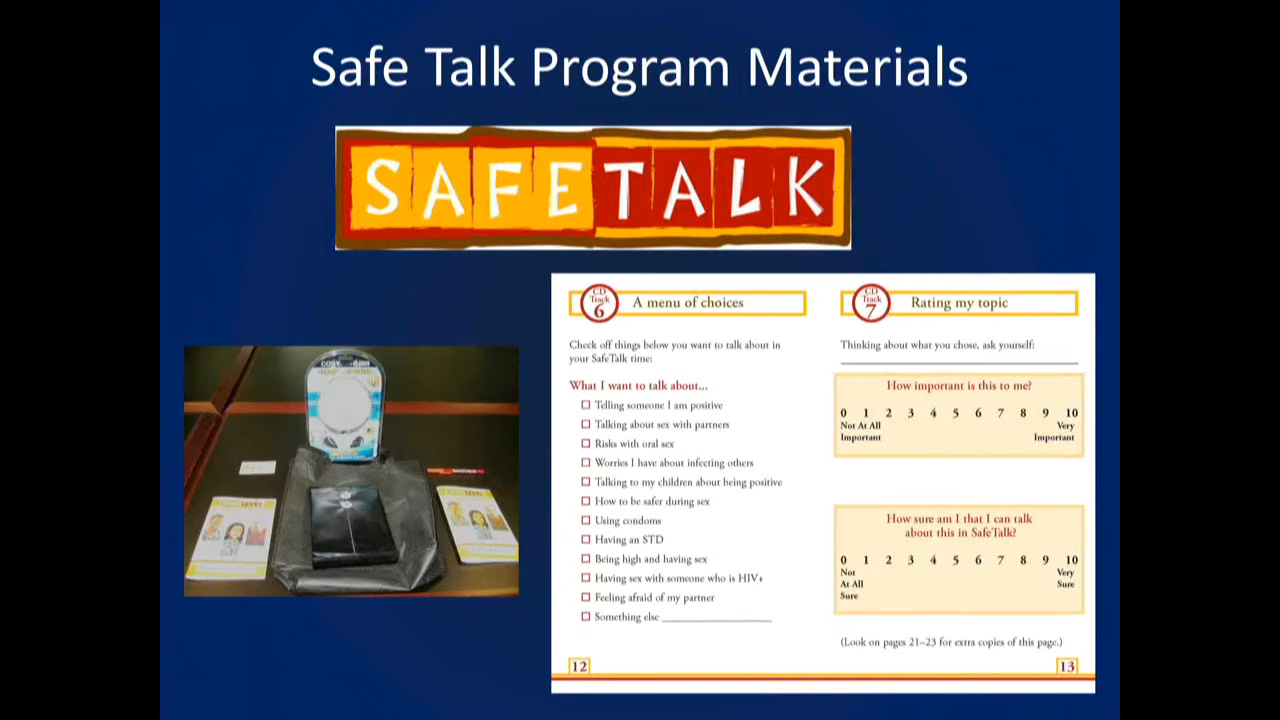 Safe Talk Program Materials
SAFETALK
CD
Track
6
A menu of choices
Check off things below you want to talk about in
your SafeTalk time:
What I want to talk about...
Telling someone I am positive
Talking about sex with partners
Risks with oral sex
Worries I have about infecting others
Talking to my children about being positive
How to be safer during sex
Using condoms
Having an STD
Being high and having sex
Having sex with someone who is HIV+
Feeling afraid of my partner
Something else
12
CD
Track
7
Rating my topic
Thinking about what you chose, ask yourself:
How important is this to me?
0 1 2 3 4 5 6 7 8 9 10
Not At All Very
Important Important
How sure am I that I can talk
about this in SafeTalk?
0 1 2 3 4 5 6 7 8 9 10
Not Very
At All Sure
Sure
(Look on pages 21–23 for extra copies of this page.)
13